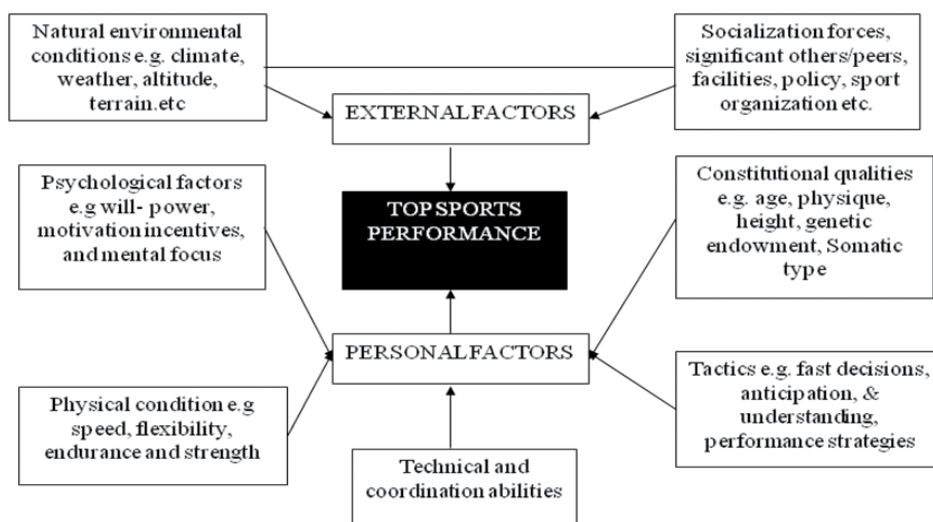 Natural environmental
conditions e.g. climate,
weather, altitude,
terrain.etc
Socialization forces,
significant others/peers,
facilities, policy, sport
organization etc.
EXTERNAL FACTORS
Psychological factors
e.g will- power,
motivation incentives,
and mental focus
TOP SPORTS
PERFORMANCE
Constitutional qualities
e.g. age, physique,
height, genetic
endowment, Somatic
type
PERSONAL FACTORS
Physical condition e.g
speed, flexibility,
endurance and strength
Technical and
coordination abilities
Tactics e.g. fast decisions,
anticipation, &
understanding,
performance strategies